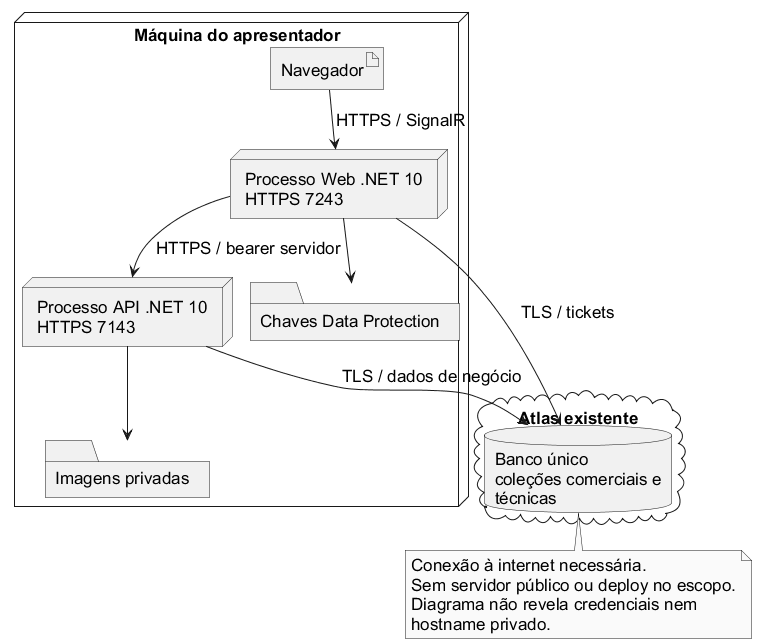 Máquina do apresentador
Navegador
HTTPS / SignalR
Processo Web .NET 10
HTTPS 7243
HTTPS / bearer servidor
Processo API .NET 10
HTTPS 7143
Chaves Data Protection
TLS / tickets
TLS / dados de negócio
Atlas existente
Banco único
coleções comerciais e
técnicas
Imagens privadas
Conexão à internet necessária.
Sem servidor público ou deploy no escopo.
Diagrama não revela credenciais nem
hostname privado.